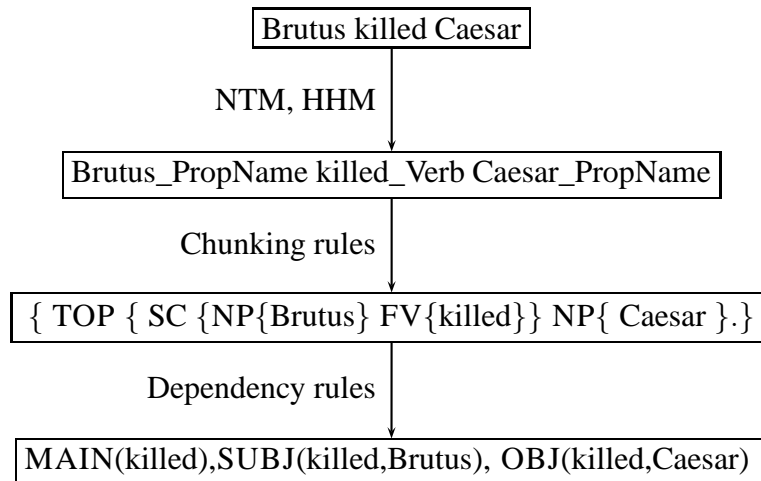 Brutus killed Caesar
NTM, HHM
Brutus_PropName killed_Verb Caesar_PropName
Chunking rules
{ TOP { SC {NP{Brutus} FV{killed}} NP{ Caesar }.}
Dependency rules
MAIN(killed),SUBJ(killed,Brutus), OBJ(killed,Caesar)